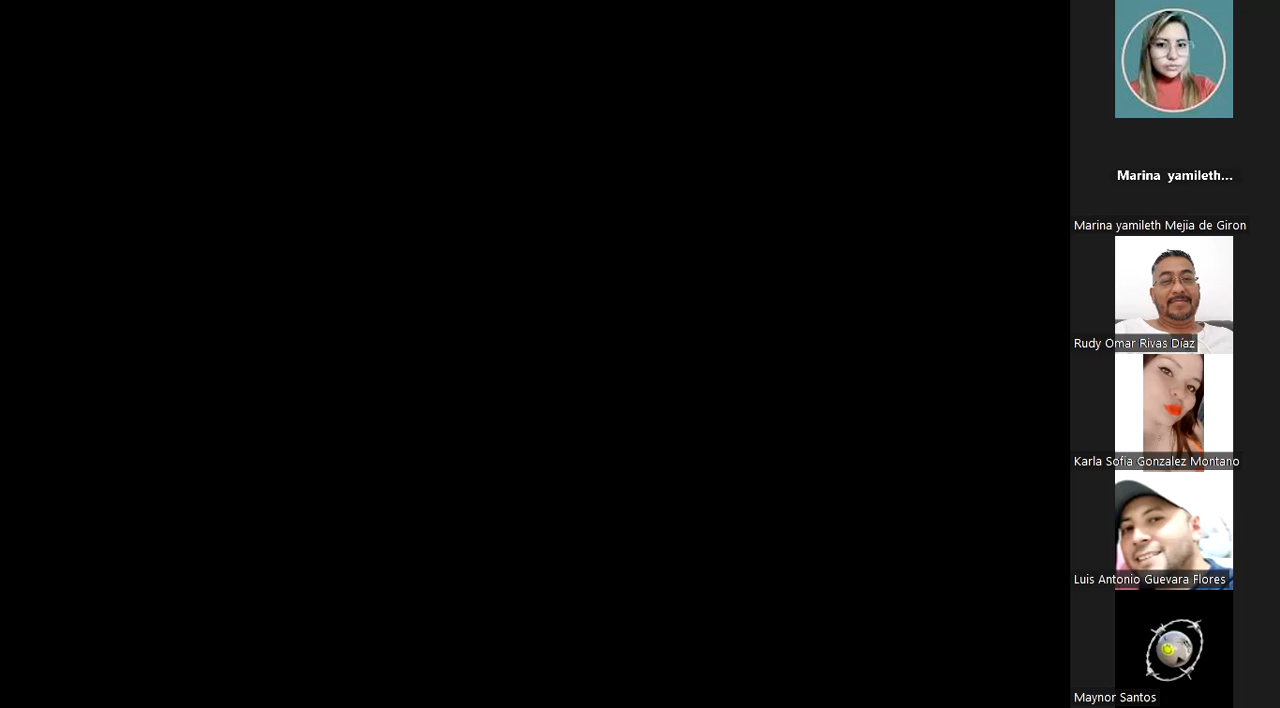 Marina yamileth...
Marina yamileth Mejia de Giron
Rudy Omar Rivas Díaz
Karla Sofia Gonzalez Montano
Luis Antonio Guevara Flores
Maynor Santos